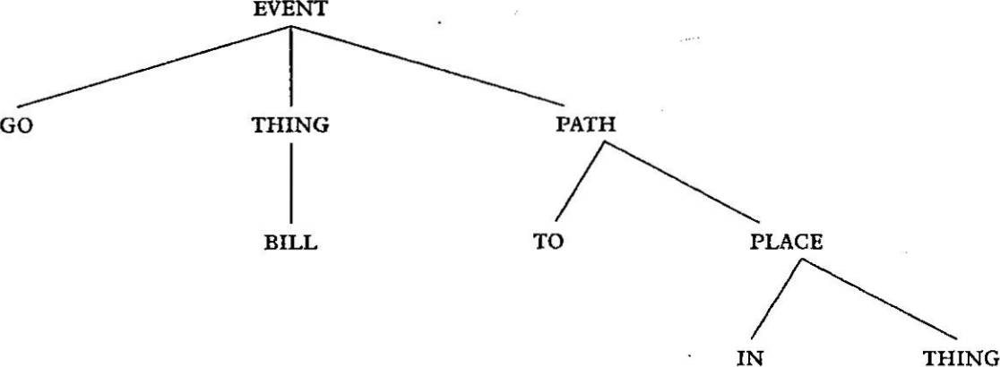 EVENT
GO THING PATH
BILL TO PLACE
IN THING